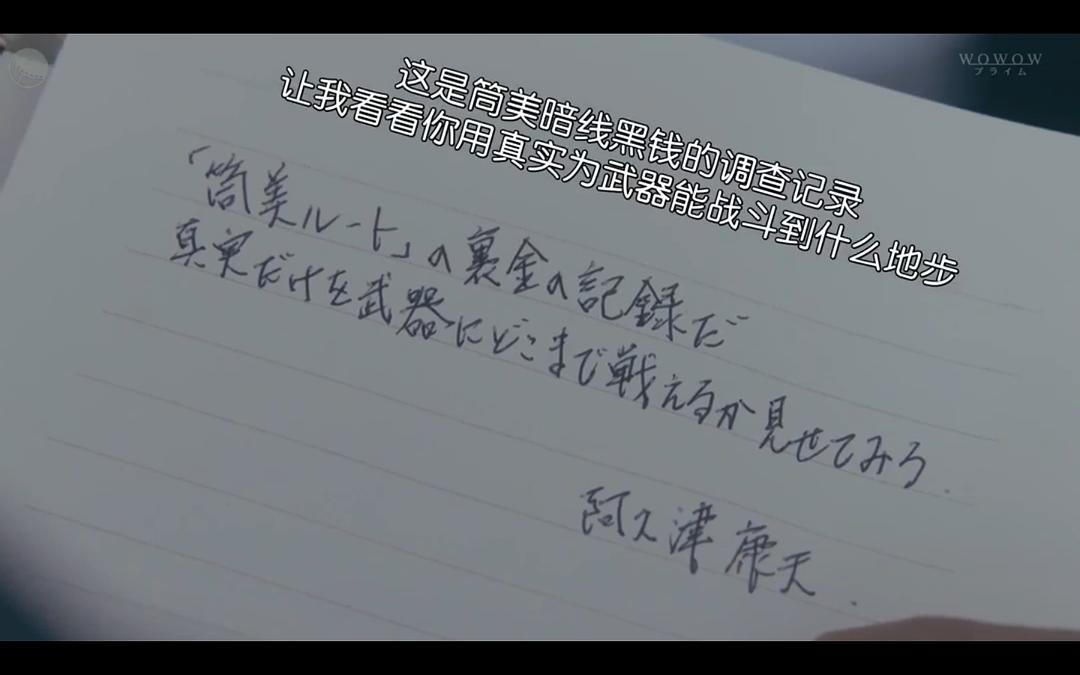 WOWOW
プライム
这是筒美暗线黑钱的调查记录
让我看看你用真实为武器能战斗到什么地步
「筒美ルート」の裏金の記録だ
真実だけを武器にどこまで戦えるか見せてみろ.
阿久津康天.